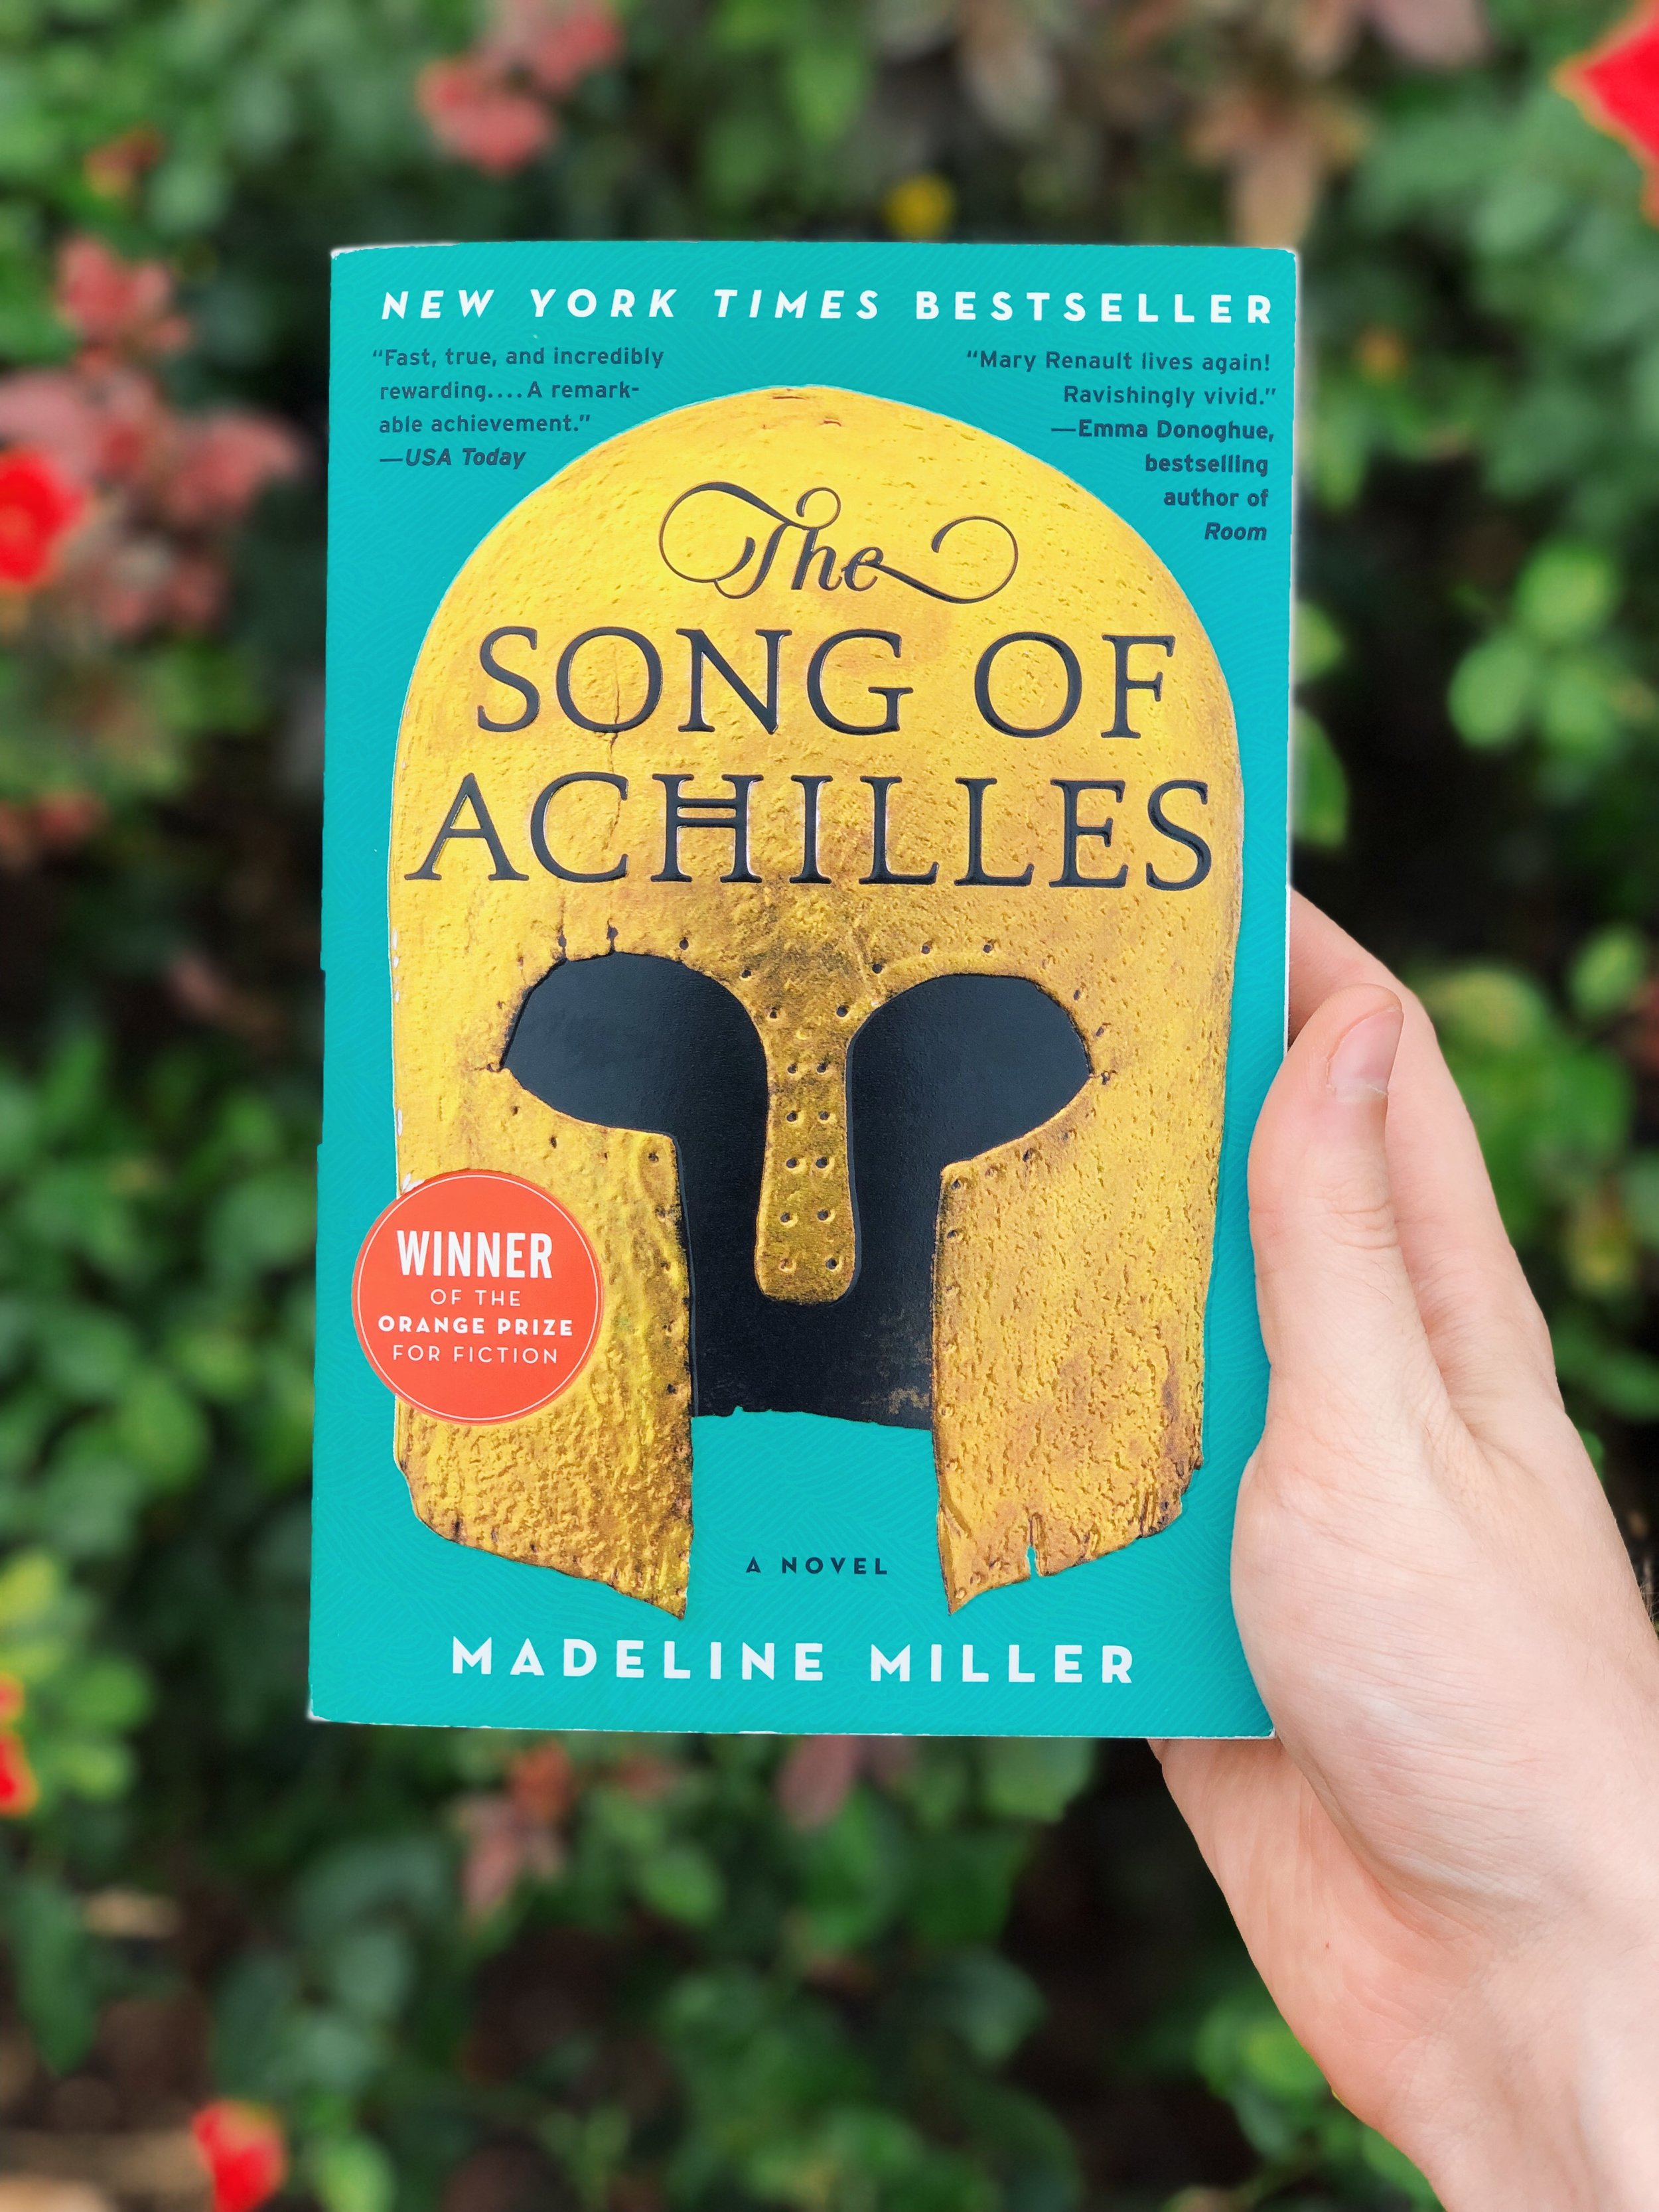 NEW YORK TIMES BESTSELLER
“Fast, true, and incredibly
rewarding.... A remark-
able achievement.”
—USA Today
“Mary Renault lives again!
Ravishingly vivid.”
—Emma Donoghue,
bestselling
author of
Room
The
SONG OF
ACHILLES
WINNER
OF THE
ORANGE PRIZE
FOR FICTION
A NOVEL
MADELINE MILLER